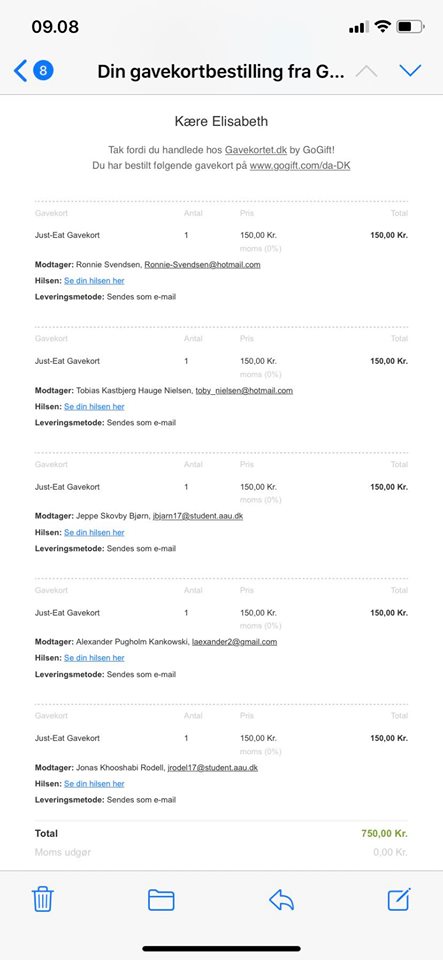 09.08
8
Din gavekortbestilling fra G...
Kære Elisabeth
Tak fordi du handlede hos Gavekortet.dk by GoGift!
Du har bestilt følgende gavekort på www.gogift.com/da-DK
Gavekort Antal Pris Total
Just-Eat Gavekort 1 150,00 Kr. 150,00 Kr.
moms (0%)
Modtager: Ronnie Svendsen, Ronnie-Svendsen@hotmail.com
Hilsen: Se din hilsen her
Leveringsmetode: Sendes som e-mail
Gavekort Antal Pris Total
Just-Eat Gavekort 1 150,00 Kr. 150,00 Kr.
moms (0%)
Modtager: Tobias Kastbjerg Hauge Nielsen, toby_nielsen@hotmail.com
Hilsen: Se din hilsen her
Leveringsmetode: Sendes som e-mail
Gavekort Antal Pris Total
Just-Eat Gavekort 1 150,00 Kr. 150,00 Kr.
moms (0%)
Modtager: Jeppe Skovby Bjørn, jbjarn17@student.aau.dk
Hilsen: Se din hilsen her
Leveringsmetode: Sendes som e-mail
Gavekort Antal Pris Total
Just-Eat Gavekort 1 150,00 Kr. 150,00 Kr.
moms (0%)
Modtager: Alexander Pugholm Kankowski, laexander2@gmail.com
Hilsen: Se din hilsen her
Leveringsmetode: Sendes som e-mail
Gavekort Antal Pris Total
Just-Eat Gavekort 1 150,00 Kr. 150,00 Kr.
moms (0%)
Modtager: Jonas Khooshabi Rodell, jrodel17@student.aau.dk
Hilsen: Se din hilsen her
Leveringsmetode: Sendes som e-mail
Total 750,00 Kr.
Moms udgør 0,00 Kr.